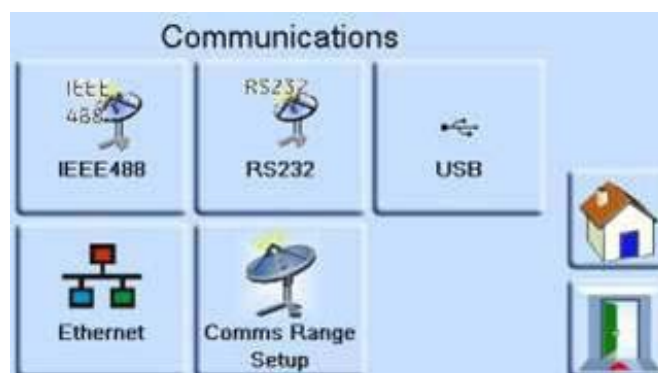 Communications
IEEE
488
IEEE488
RS232
RS232
USB
Ethernet
Comms Range
Setup